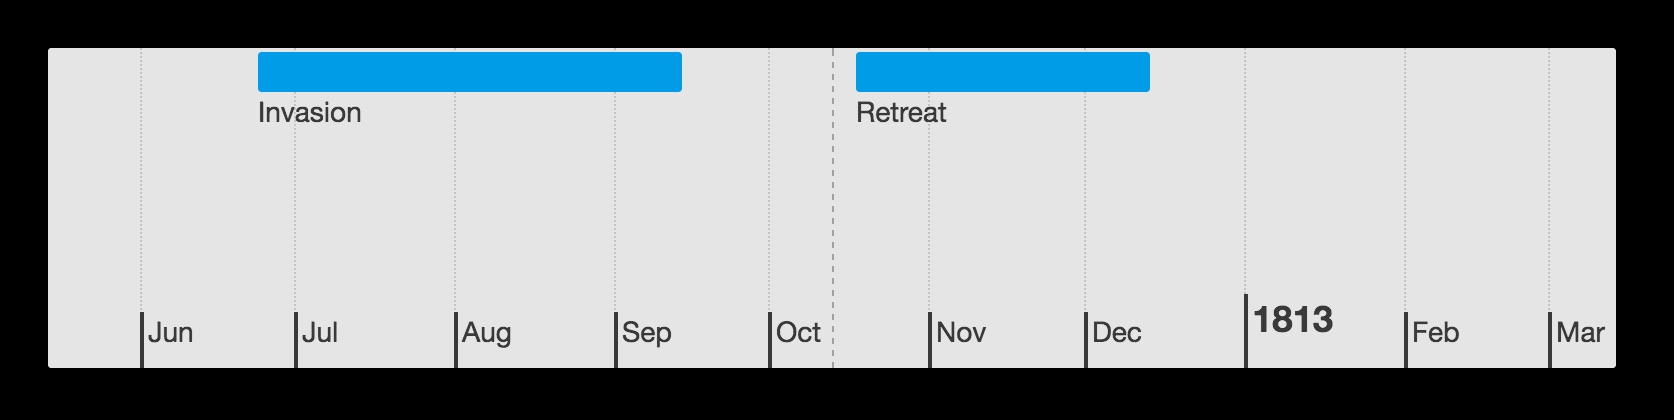 Invasion
Retreat
Jun
Jul
Aug
Sep
Oct
Nov
Dec
1813
Feb
Mar